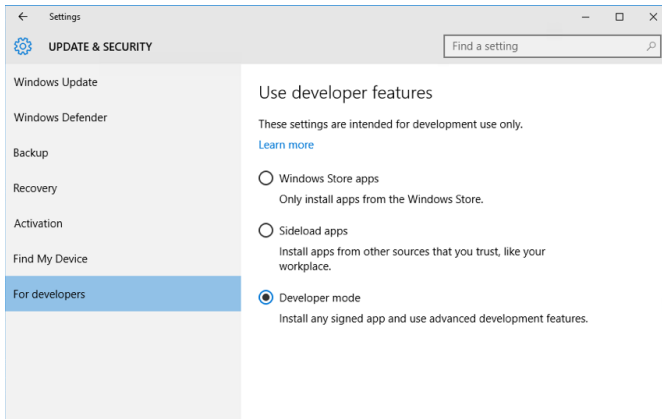 Settings
UPDATE & SECURITY
Find a setting
Windows Update
Windows Defender
Backup
Recovery
Activation
Find My Device
For developers
Use developer features
These settings are intended for development use only.
Learn more
Windows Store apps
Only install apps from the Windows Store.
Sideload apps
Install apps from other sources that you trust, like your
workplace.
Developer mode
Install any signed app and use advanced development features.